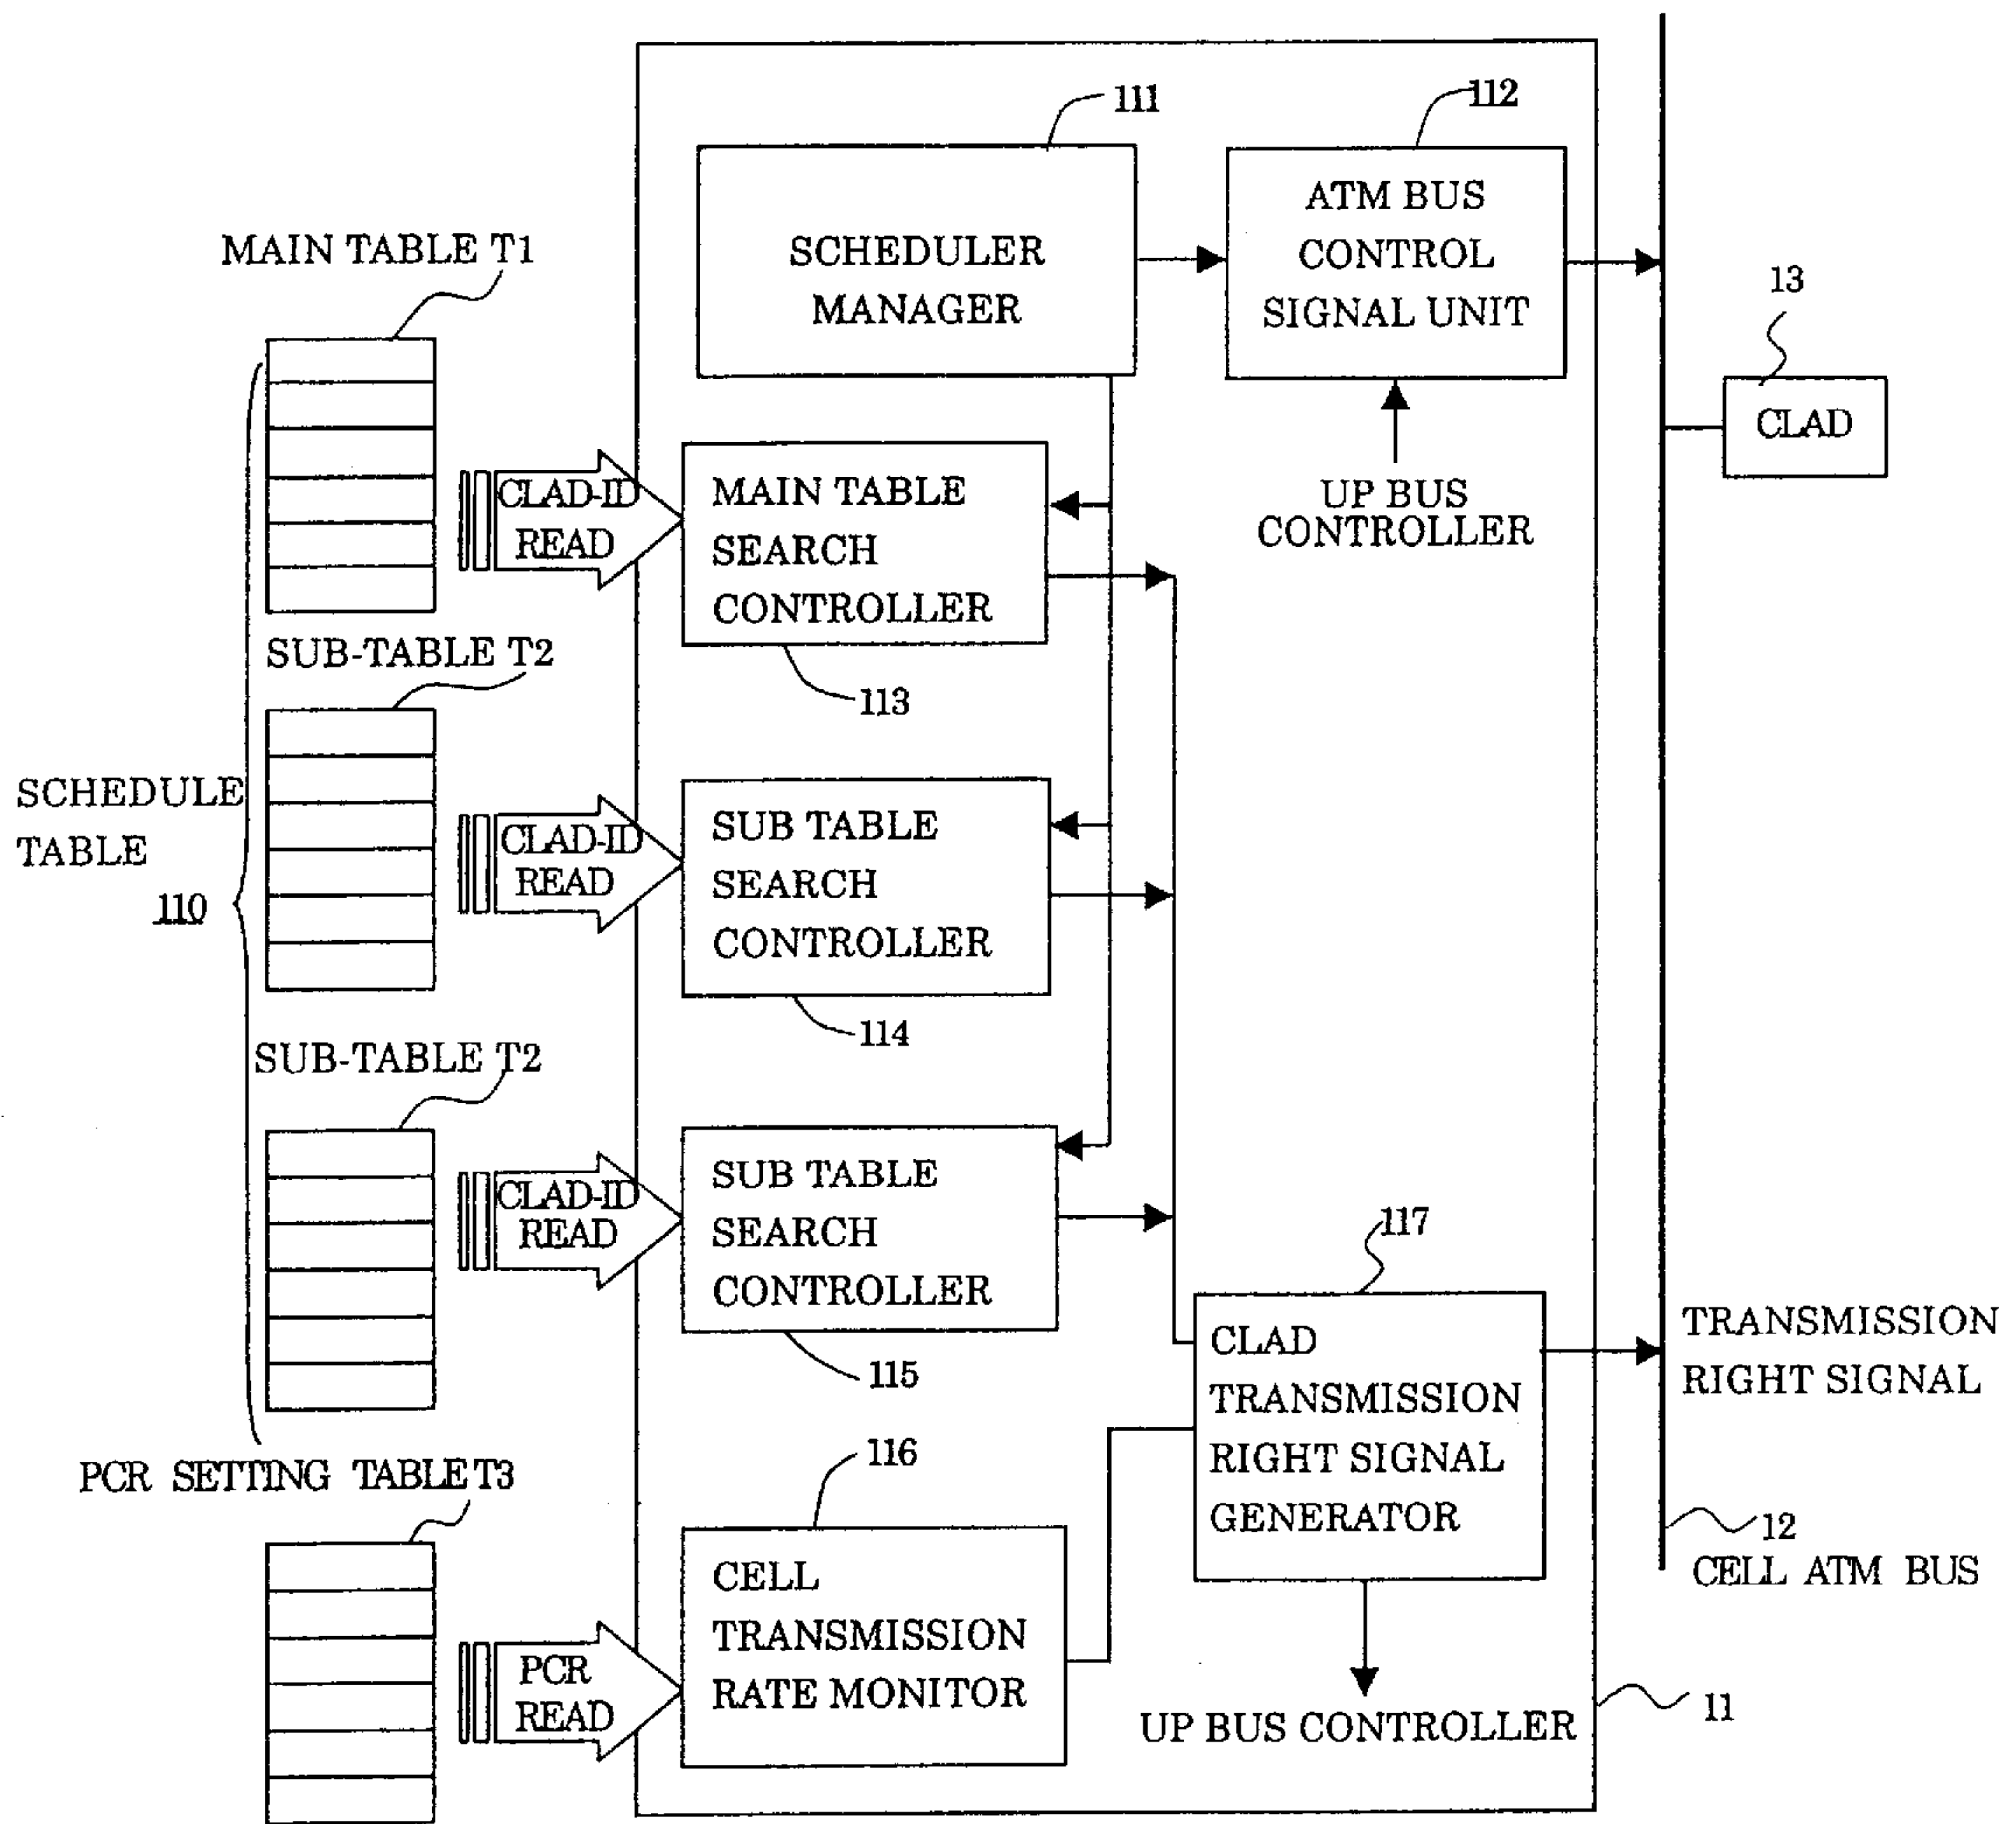 111
112
SCHEDULER
MANAGER
ATM BUS
CONTROL
SIGNAL UNIT
MAIN TABLE T1
13
CLAD
CLAD-ID
READ
MAIN TABLE
SEARCH
CONTROLLER
UP BUS
CONTROLLER
113
SUB-TABLE T2
SCHEDULE
TABLE
110
CLAD-ID
READ
SUB TABLE
SEARCH
CONTROLLER
114
SUB-TABLE T2
CLAD-ID
READ
SUB TABLE
SEARCH
CONTROLLER
115
117
CLAD
TRANSMISSION
RIGHT SIGNAL
GENERATOR
TRANSMISSION
RIGHT SIGNAL
PCR SETTING TABLE T3
116
CELL
TRANSMISSION
RATE MONITOR
PCR
READ
12
CELL ATM BUS
UP BUS CONTROLLER
11